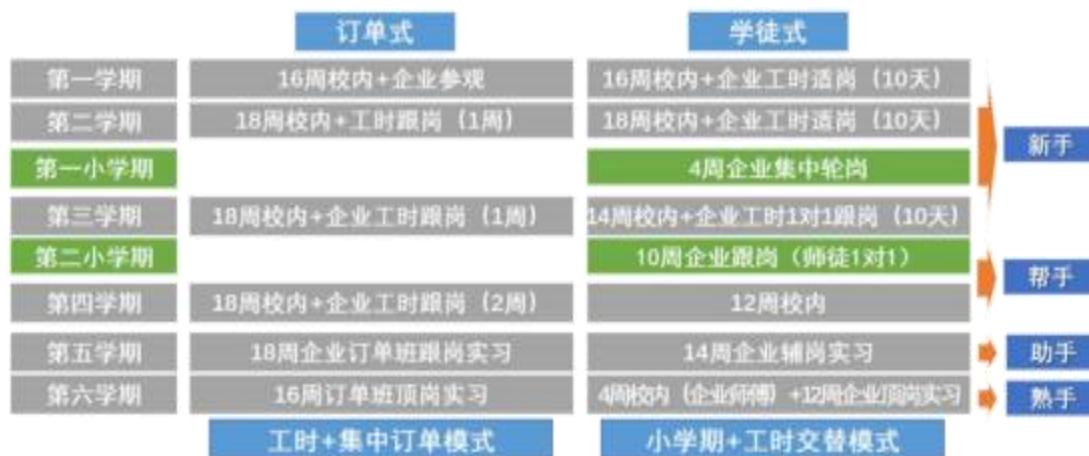 订单式 学徒式
第一学期 16周校内+企业参观 16周校内+企业工时适岗（10天）
第二学期 18周校内+工时跟岗（1周） 18周校内+企业工时适岗（10天）
新手
第一小学期 4周企业集中轮岗
第三学期 18周校内+企业工时跟岗（1周） 14周校内+企业工时1对1跟岗（10天）
第二小学期 10周企业跟岗（师徒1对1）
帮手
第四学期 18周校内+企业工时跟岗（2周） 12周校内
第五学期 18周企业订单班跟岗实习 14周企业辅岗实习 助手
第六学期 16周订单班顶岗实习 4周校内（企业师傅）+12周企业顶岗实习 熟手
工时+集中订单模式 小学期+工时交替模式